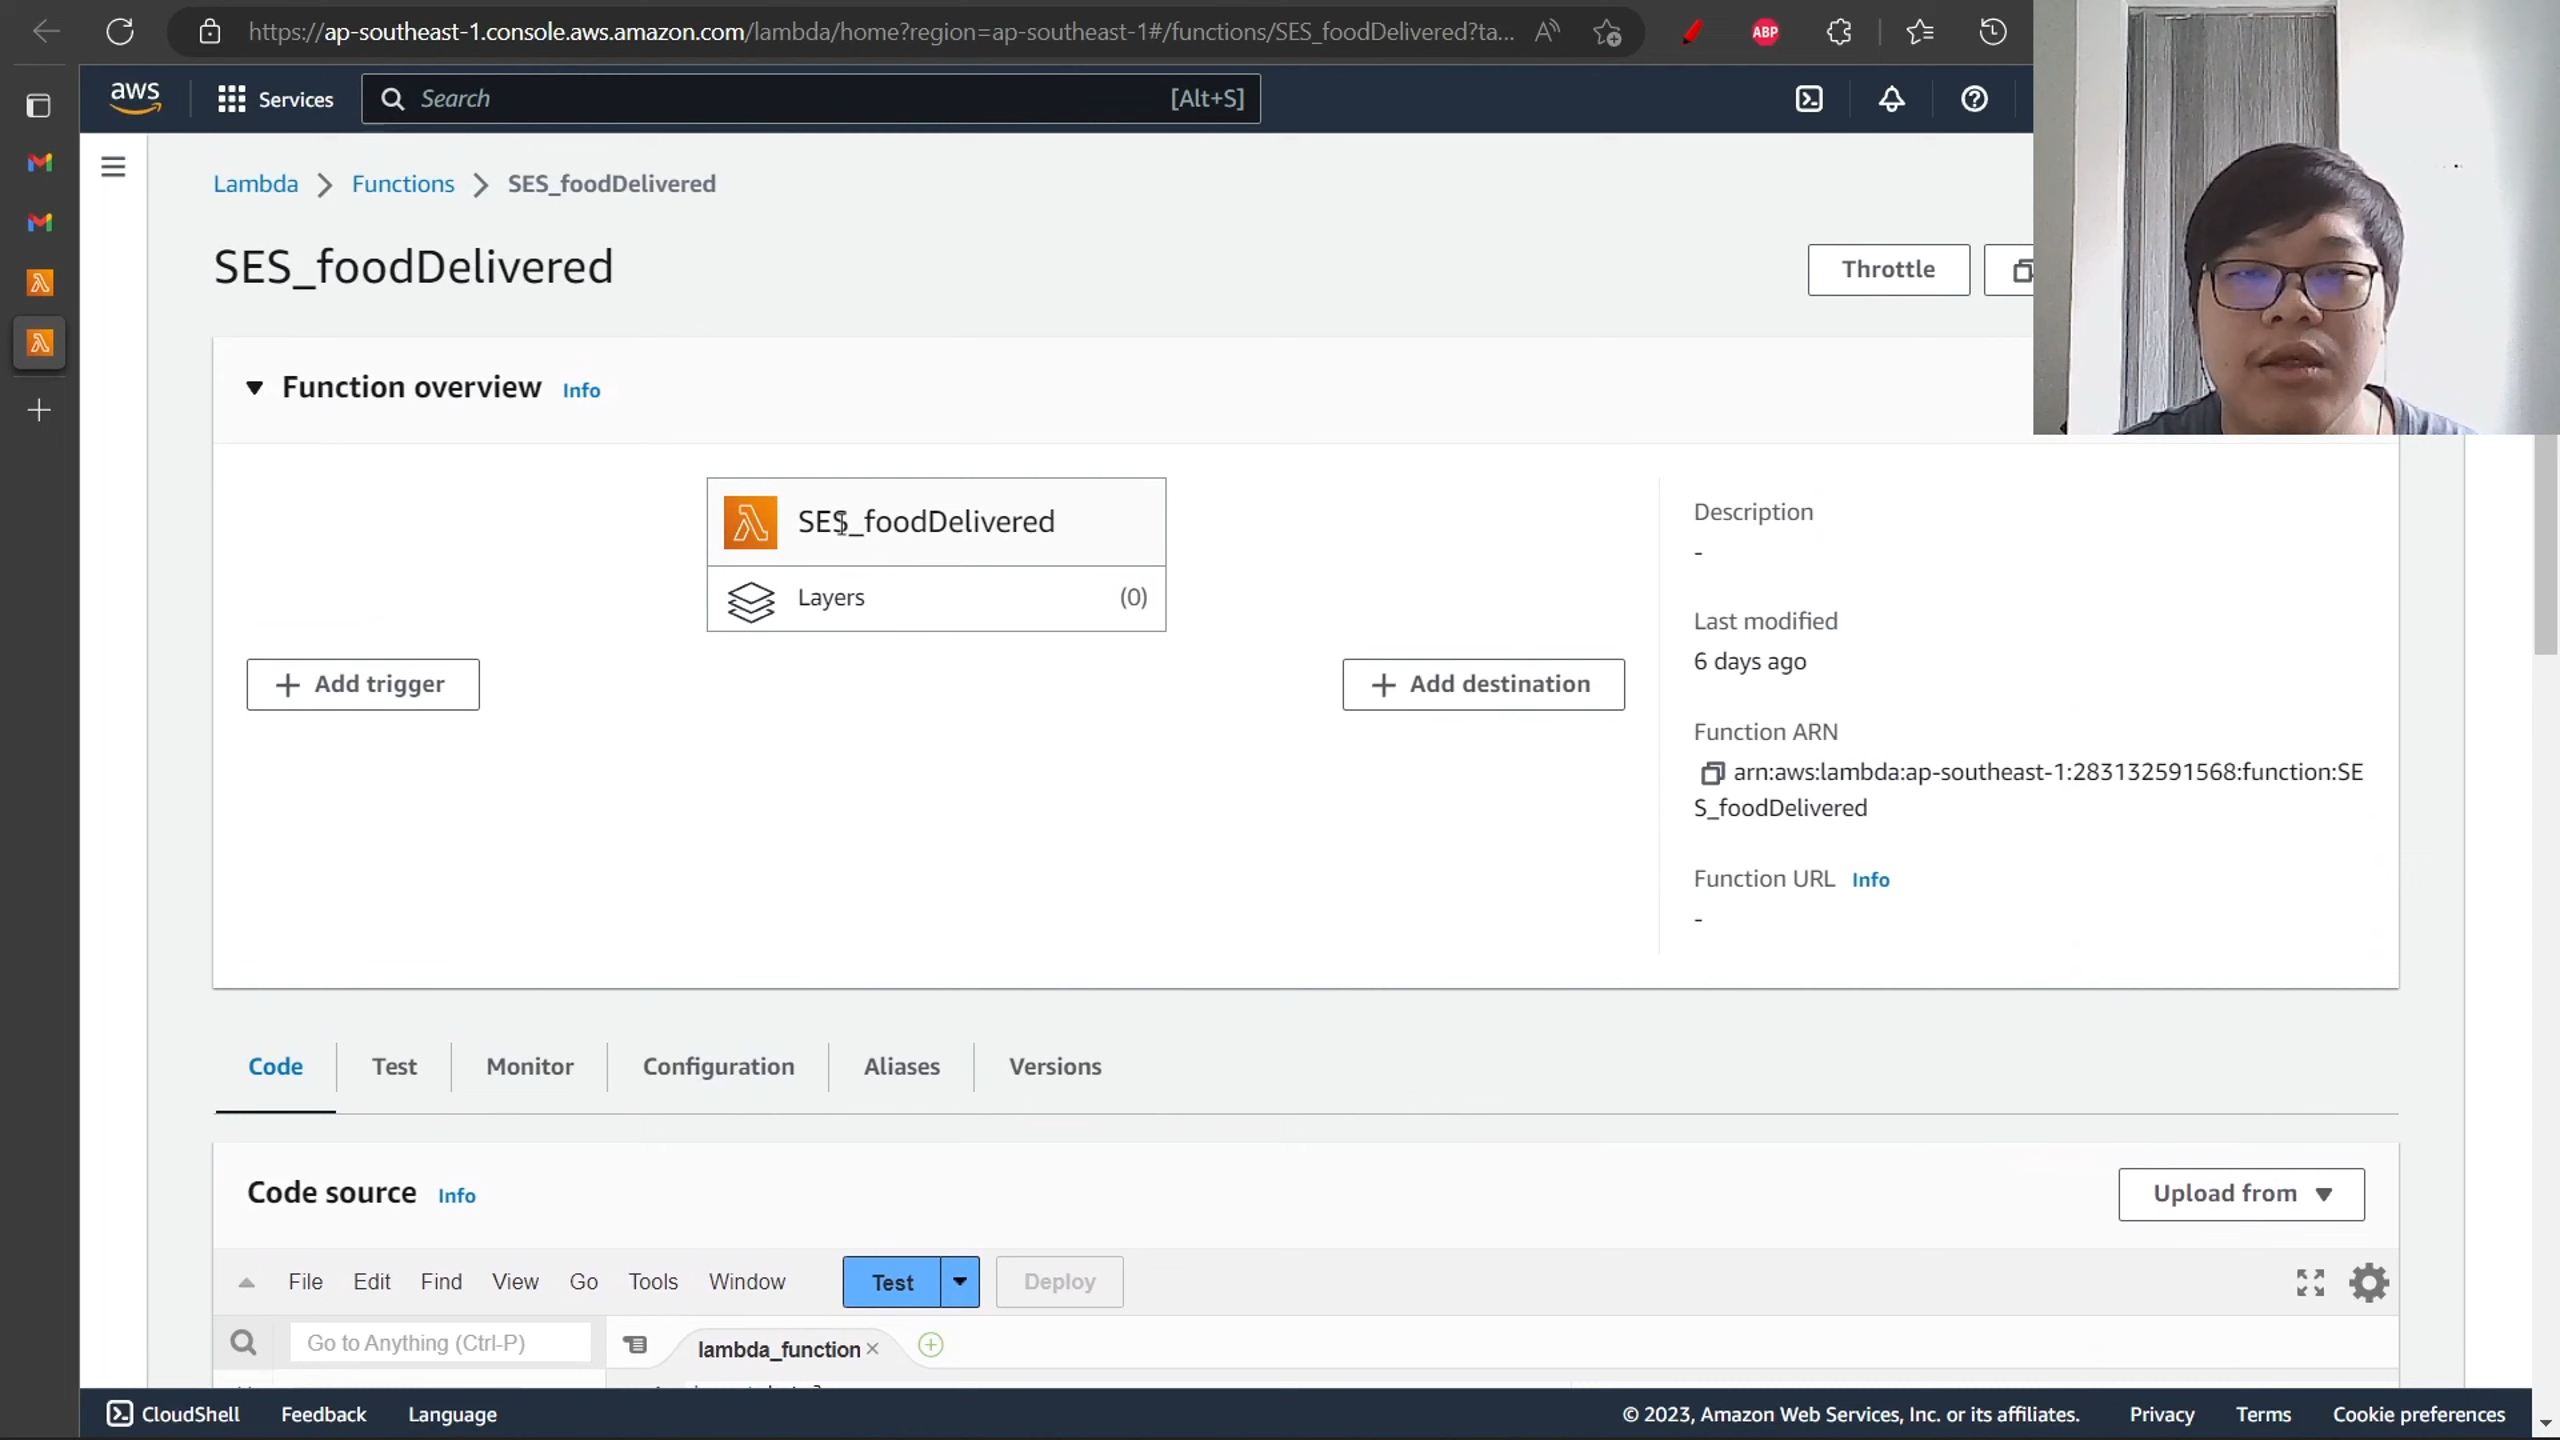 https://ap-southeast-1.console.aws.amazon.com/lambda/home?region=ap-southeast-1#/functions/SES_foodDelivered?ta...
ABP
aws
Services
Search
[Alt+S]
Lambda
Functions
SES_foodDelivered
SES_foodDelivered
Throttle
Function overview
Info
SES_foodDelivered
Layers
(0)
Add trigger
Add destination
Description
-
Last modified
6 days ago
Function ARN
arn:aws:lambda:ap-southeast-1:283132591568:function:SE
S_foodDelivered
Function URL Info
-
Code
Test
Monitor
Configuration
Aliases
Versions
Code source
Info
Upload from
File Edit Find View Go Tools Window
Test
Deploy
Go to Anything (Ctrl-P)
lambda_function
CloudShell
Feedback
Language
© 2023, Amazon Web Services, Inc. or its affiliates.
Privacy
Terms
Cookie preferences